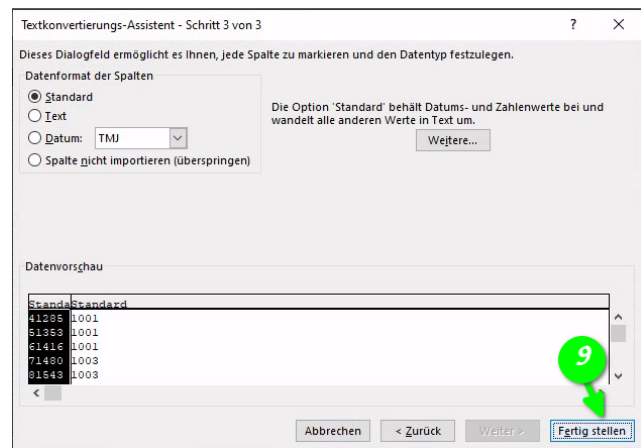 Textkonvertierungs-Assistent - Schritt 3 von 3
Dieses Dialogfeld ermöglicht es Ihnen, jede Spalte zu markieren und den Datentyp festzulegen.
Datenformat der Spalten
Standard
Text
Datum: TMJ
Spalte nicht importieren (überspringen)
Die Option 'Standard' behält Datums- und Zahlenwerte bei und
wandelt alle anderen Werte in Text um.
Weitere...
Datenvorschau
Standa Standard
41285 1001
51353 1001
61416 1001
71480 1003
81543 1003
9
Abbrechen
< Zurück
Weiter >
Fertig stellen